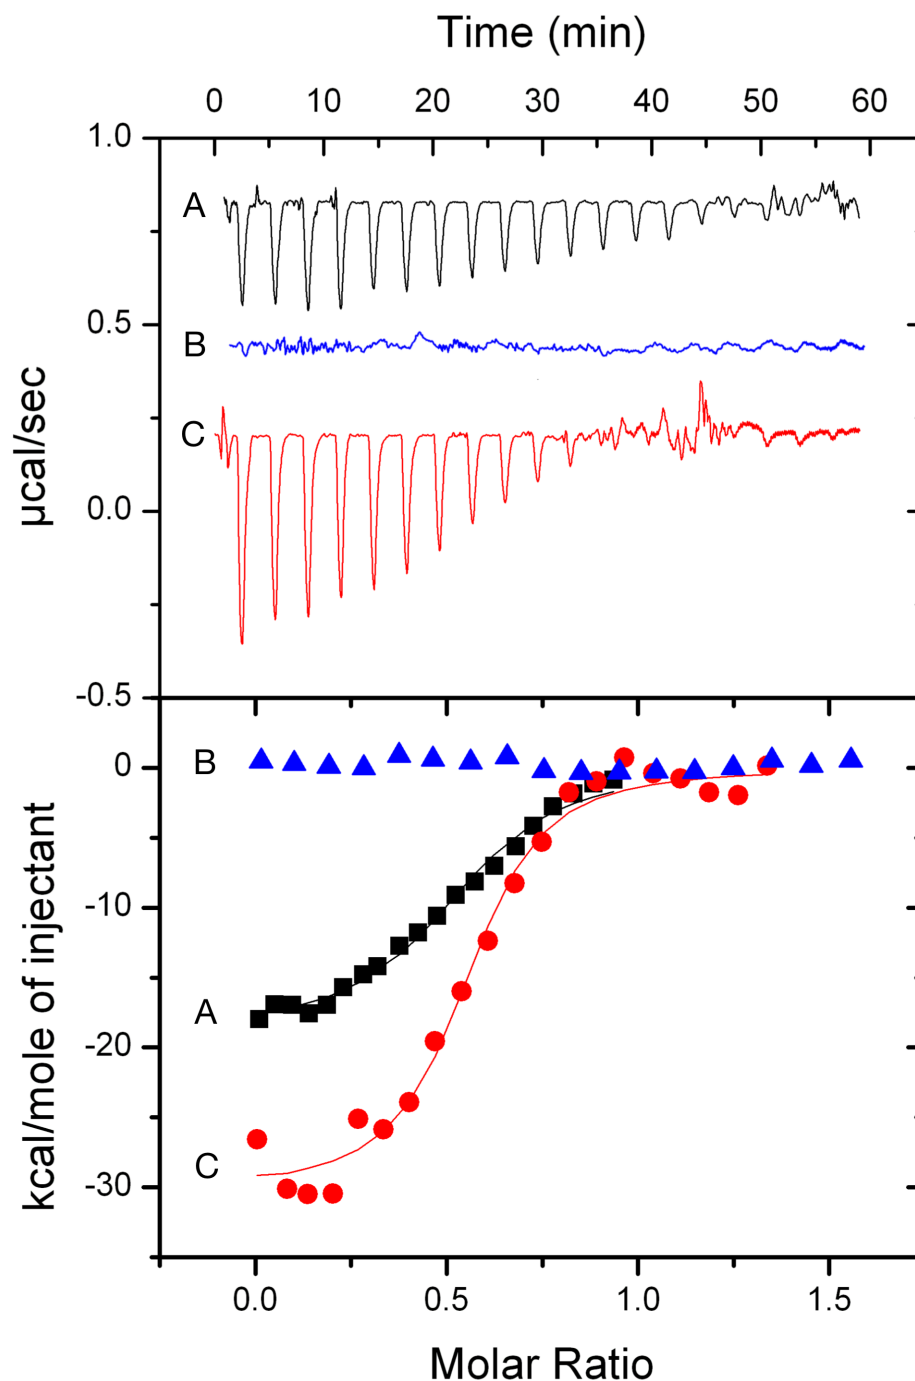 Time (min)
0 10 20 30 40 50 60
1.0
A
0.5
B
C
µcal/sec
0.0
-0.5
B
0
-10
kcal/mole of injectant
A
-20
C
-30
0.0 0.5 1.0 1.5
Molar Ratio